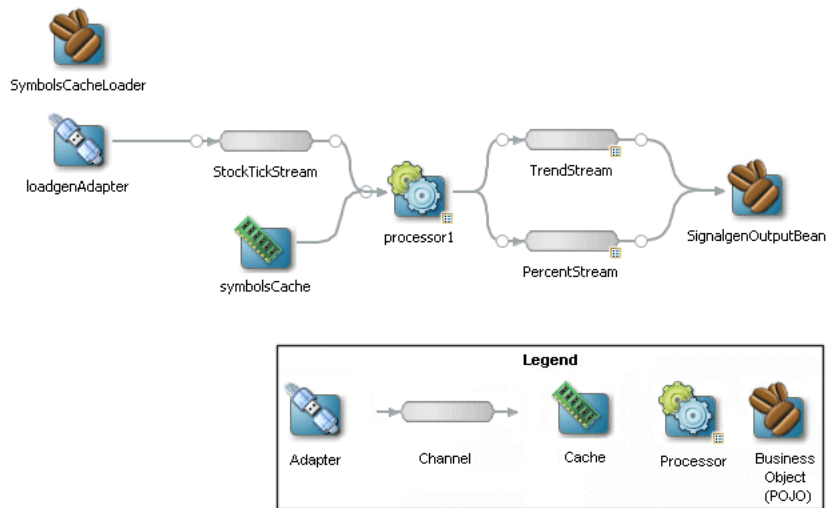 SymbolsCacheLoader
loadgenAdapter
StockTickStream
symbolsCache
processor1
TrendStream
PercentStream
SignalgenOutputBean
Legend
Adapter
Channel
Cache
Processor
Business
Object
(POJO)